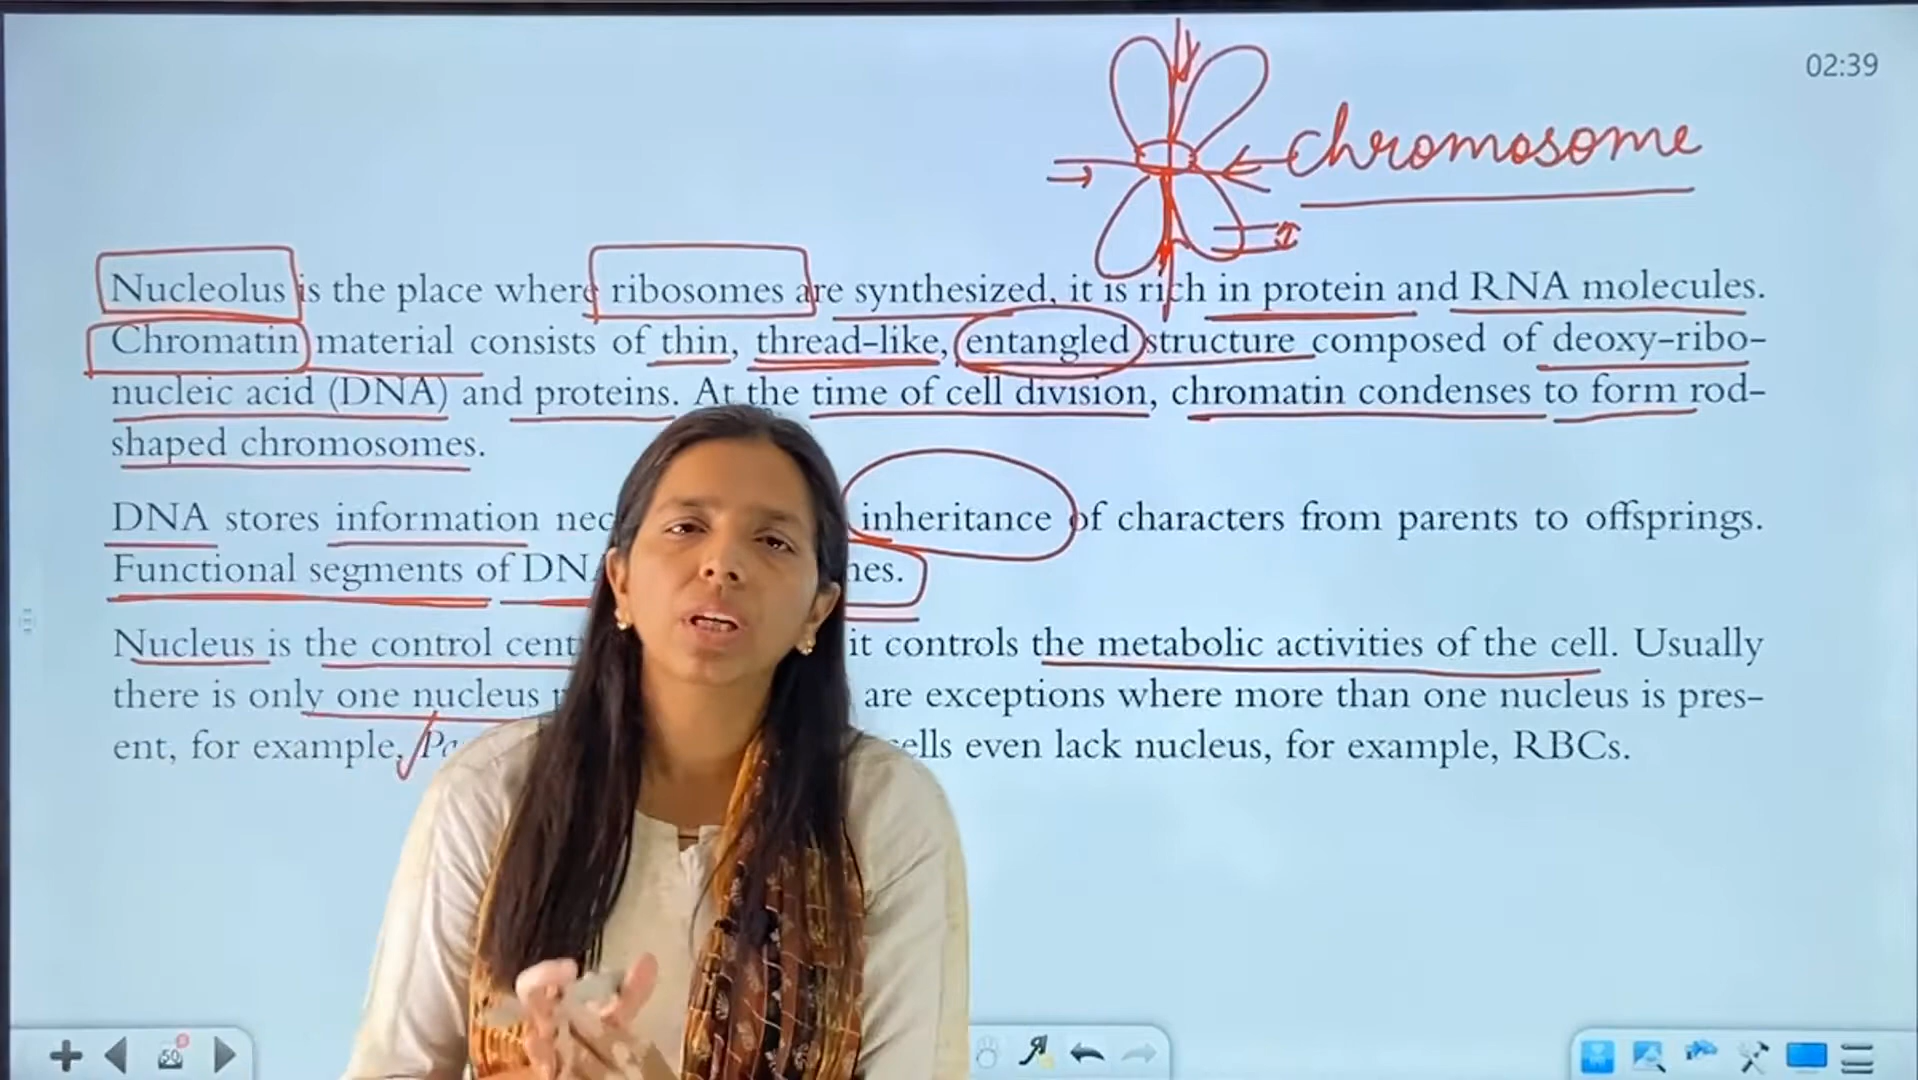 02:39
chromosome
Nucleolus is the place where ribosomes are synthesized, it is rich in protein and RNA molecules.
Chromatin material consists of thin, thread-like, entangled structure composed of deoxy-ribo-
nucleic acid (DNA) and proteins. At the time of cell division, chromatin condenses to form rod-
shaped chromosomes.
DNA stores information inheritance of characters from parents to offsprings.
Functional segments of DNA
Nucleus is the control it controls the metabolic activities of the cell. Usually
there is only one nucleus are exceptions where more than one nucleus is pres-
ent, for example, even lack nucleus, for example, RBCs.
50